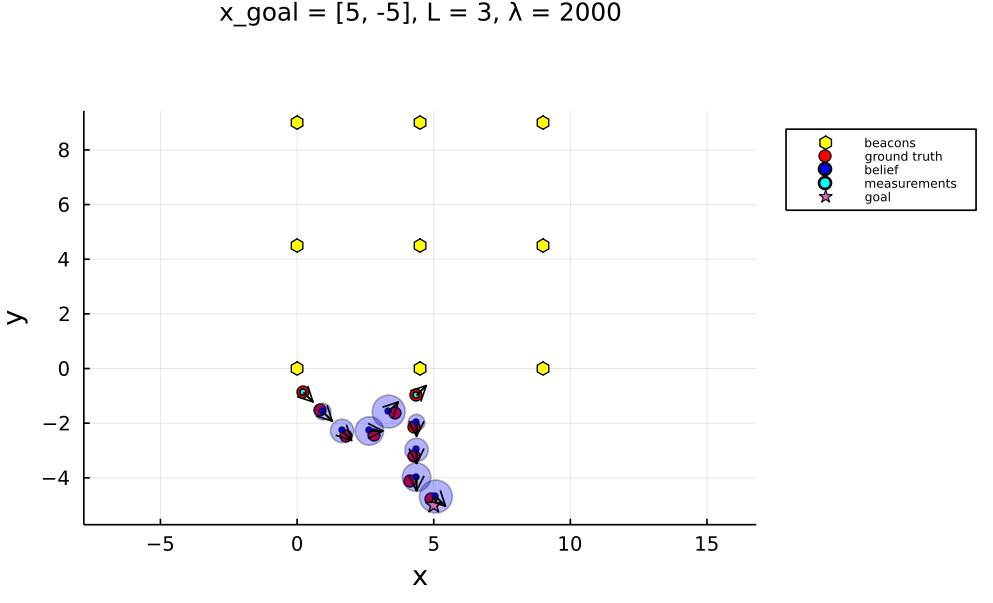 x_goal = [5, -5], L = 3, λ = 2000
beacons
ground truth
belief
measurements
goal
8
6
4
2
0
−2
−4
y
−5
0
5
10
15
x